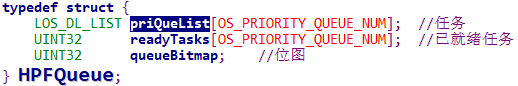 typedef struct {
LOS_DL_LIST priQueList[OS_PRIORITY_QUEUE_NUM]; //任务
UINT32 readyTasks[OS_PRIORITY_QUEUE_NUM]; //已就绪任务
UINT32 queueBitmap; //位图
} HPFQueue;